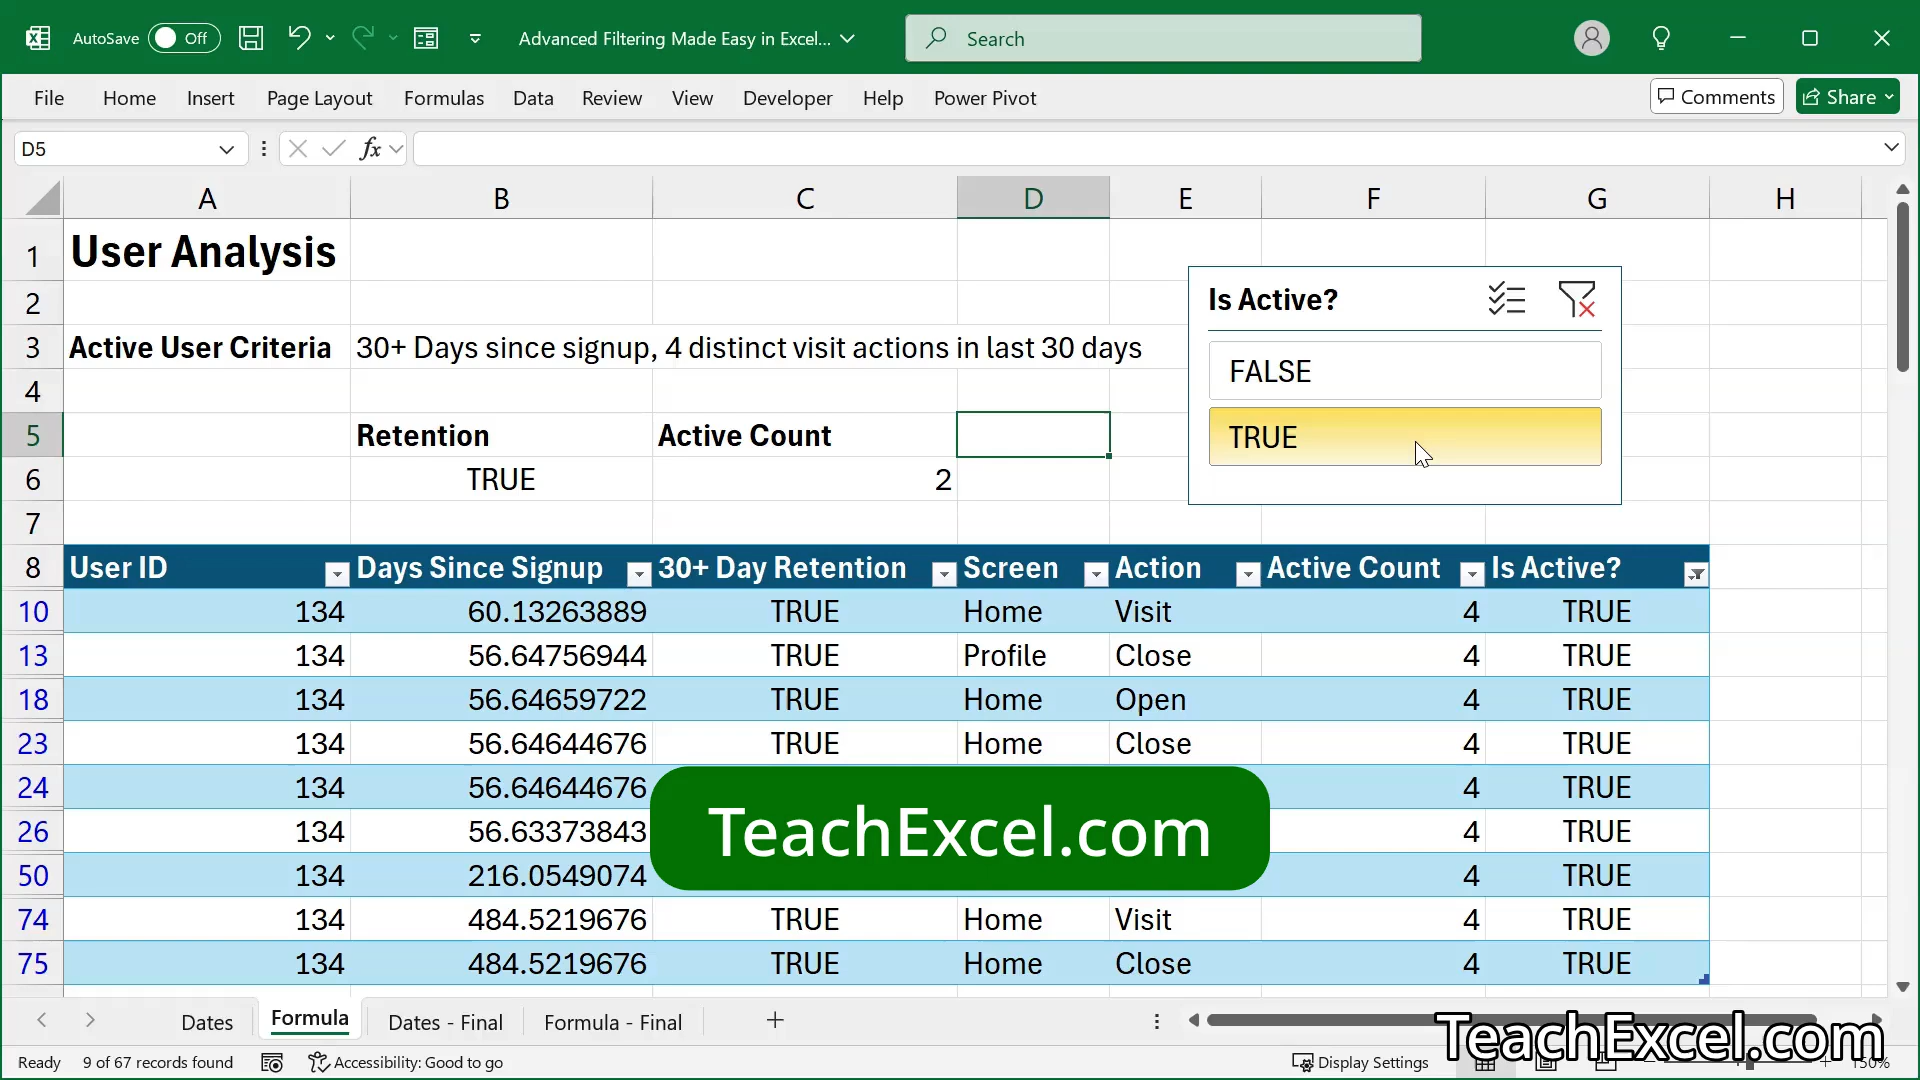 AutoSave Off Advanced Filtering Made Easy in Excel... Search
File Home Insert Page Layout Formulas Data Review View Developer Help Power Pivot Comments Share
D5 fx
A B C D E F G H
1 User Analysis
2
Is Active?
3 Active User Criteria 30+ Days since signup, 4 distinct visit actions in last 30 days
FALSE
4
5 Retention Active Count
TRUE
6 TRUE 2
7
8 User ID Days Since Signup 30+ Day Retention Screen Action Active Count Is Active?
10 134 60.13263889 TRUE Home Visit 4 TRUE
13 134 56.64756944 TRUE Profile Close 4 TRUE
18 134 56.64659722 TRUE Home Open 4 TRUE
23 134 56.64644676 TRUE Home Close 4 TRUE
24 134 56.64644676 4 TRUE
TeachExcel.com
26 134 56.63373843 4 TRUE
50 134 216.0549074 4 TRUE
74 134 484.5219676 TRUE Home Visit 4 TRUE
75 134 484.5219676 TRUE Home Close 4 TRUE
Dates Formula Dates - Final Formula - Final
TeachExcel.com
Ready 9 of 67 records found Accessibility: Good to go Display Settings 150%